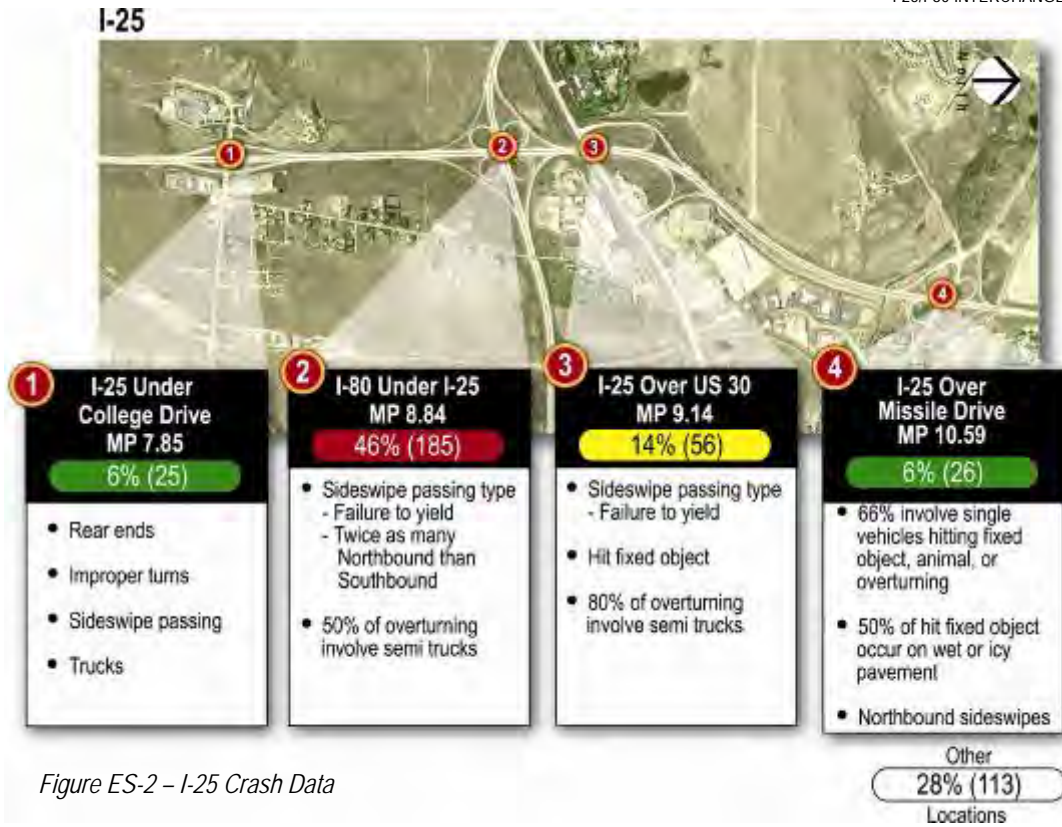 I-25/I-80 INTERCHANGE
I-25
North
1
2
3
4
1
I-25 Under
College Drive
MP 7.85
6% (25)
• Rear ends
• Improper turns
• Sideswipe passing
• Trucks
2
I-80 Under I-25
MP 8.84
46% (185)
• Sideswipe passing type
- Failure to yield
- Twice as many
Northbound than
Southbound
• 50% of overturning
involve semi trucks
3
I-25 Over US 30
MP 9.14
14% (56)
• Sideswipe passing type
- Failure to yield
• Hit fixed object
• 80% of overturning
involve semi trucks
4
I-25 Over
Missile Drive
MP 10.59
6% (26)
• 66% involve single
vehicles hitting fixed
object, animal, or
overturning
• 50% of hit fixed object
occur on wet or icy
pavement
• Northbound sideswipes
Other
28% (113)
Locations
Figure ES-2 – I-25 Crash Data